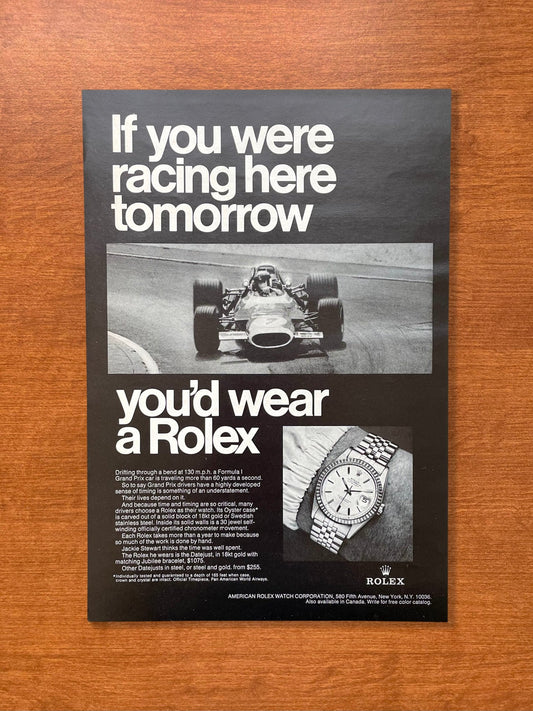 If you were
racing here
tomorrow
you'd wear
a Rolex
Drifting through a bend at 130 m.p.h. a Formula I
Grand Prix car is traveling more than 60 yards a second.
So to say Grand Prix drivers have a highly developed
sense of timing is something of an understatement.
Their lives depend on it.
And because time and timing are so critical, many
drivers choose a Rolex as their watch. Its Oyster case*
is carved out of a solid block of 18kt gold or Swedish
stainless steel. Inside its solid walls is a 30 jewel self-
winding officially certified chronometer movement.
Each Rolex takes more than a year to make because
so much of the work is done by hand.
Jackie Stewart thinks the time was well spent.
The Rolex he wears is the Datejust, in 18kt gold with
matching Jubilee bracelet, $1075.
Other Datejusts in steel, or steel and gold. from $255.
*Individually tested and guaranteed to a depth of 165 feet when case,
crown and crystal are intact. Official Timepiece, Pan American World Airways.
ROLEX
AMERICAN ROLEX WATCH CORPORATION, 580 Fifth Avenue, New York, N.Y. 10036.
Also available in Canada. Write for free color catalog.